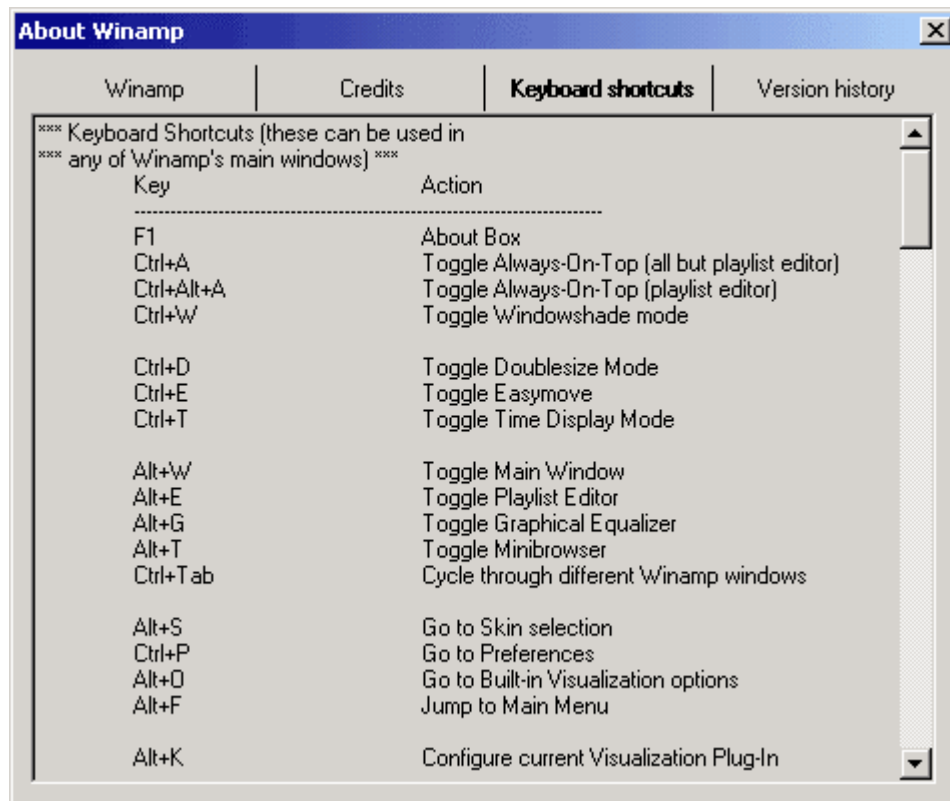 About Winamp
Winamp Credits Keyboard shortcuts Version history
*** Keyboard Shortcuts (these can be used in
*** any of Winamp's main windows) ***
Key Action
------------------------------------------------------------------------------
F1 About Box
Ctrl+A Toggle Always-On-Top (all but playlist editor)
Ctrl+Alt+A Toggle Always-On-Top (playlist editor)
Ctrl+W Toggle Windowshade mode
Ctrl+D Toggle Doublesize Mode
Ctrl+E Toggle Easymove
Ctrl+T Toggle Time Display Mode
Alt+W Toggle Main Window
Alt+E Toggle Playlist Editor
Alt+G Toggle Graphical Equalizer
Alt+T Toggle Minibrowser
Ctrl+Tab Cycle through different Winamp windows
Alt+S Go to Skin selection
Ctrl+P Go to Preferences
Alt+O Go to Built-in Visualization options
Alt+F Jump to Main Menu
Alt+K Configure current Visualization Plug-In